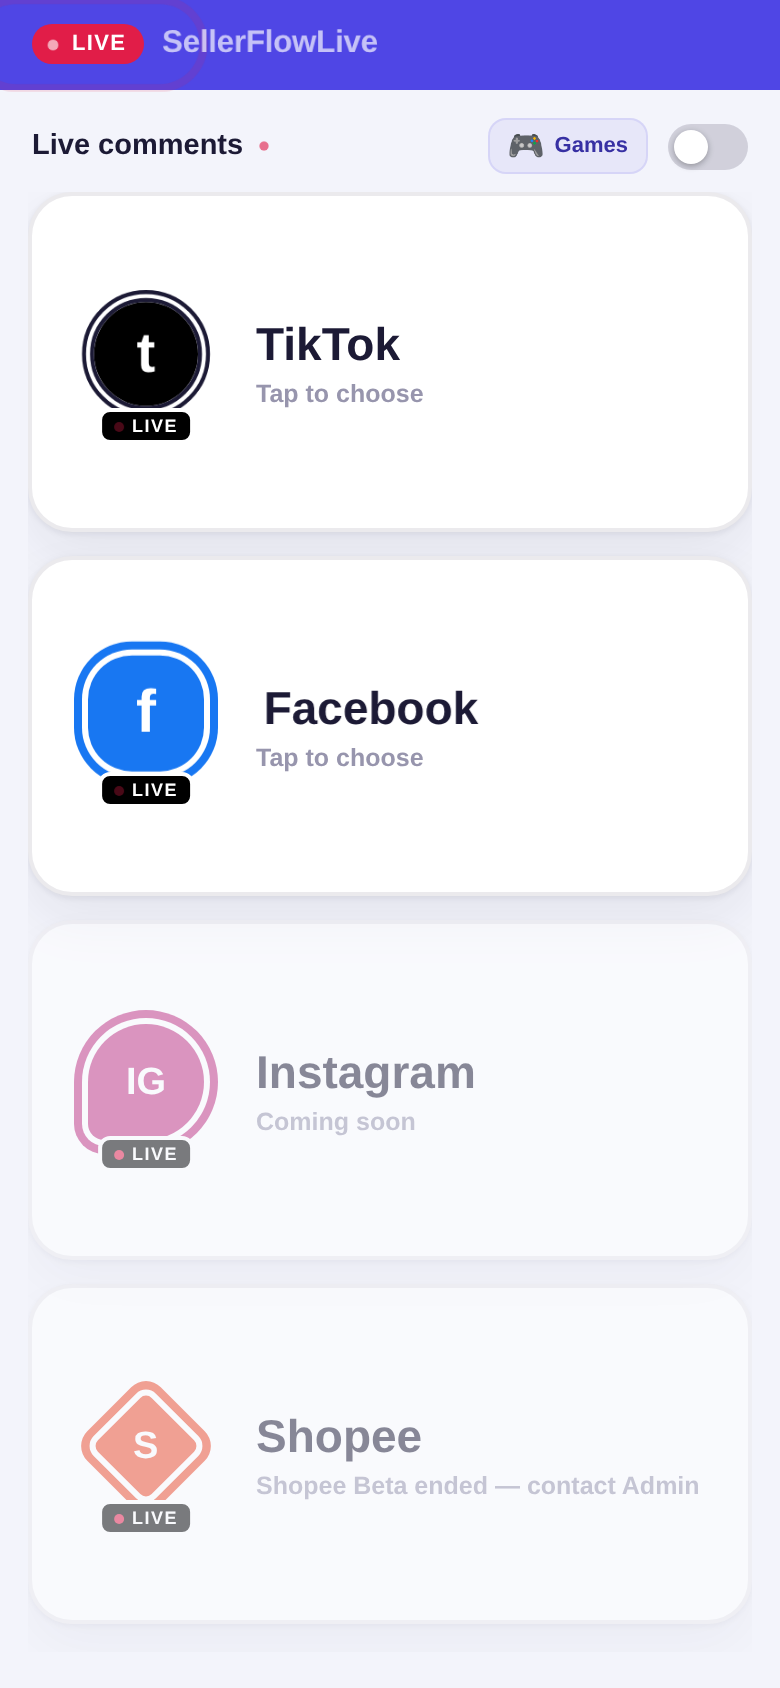 LIVE SellerFlowLive
Live comments
🎮 Games
t
LIVE
TikTok
Tap to choose
f
LIVE
Facebook
Tap to choose
IG
LIVE
Instagram
Coming soon
S
LIVE
Shopee
Shopee Beta ended — contact Admin